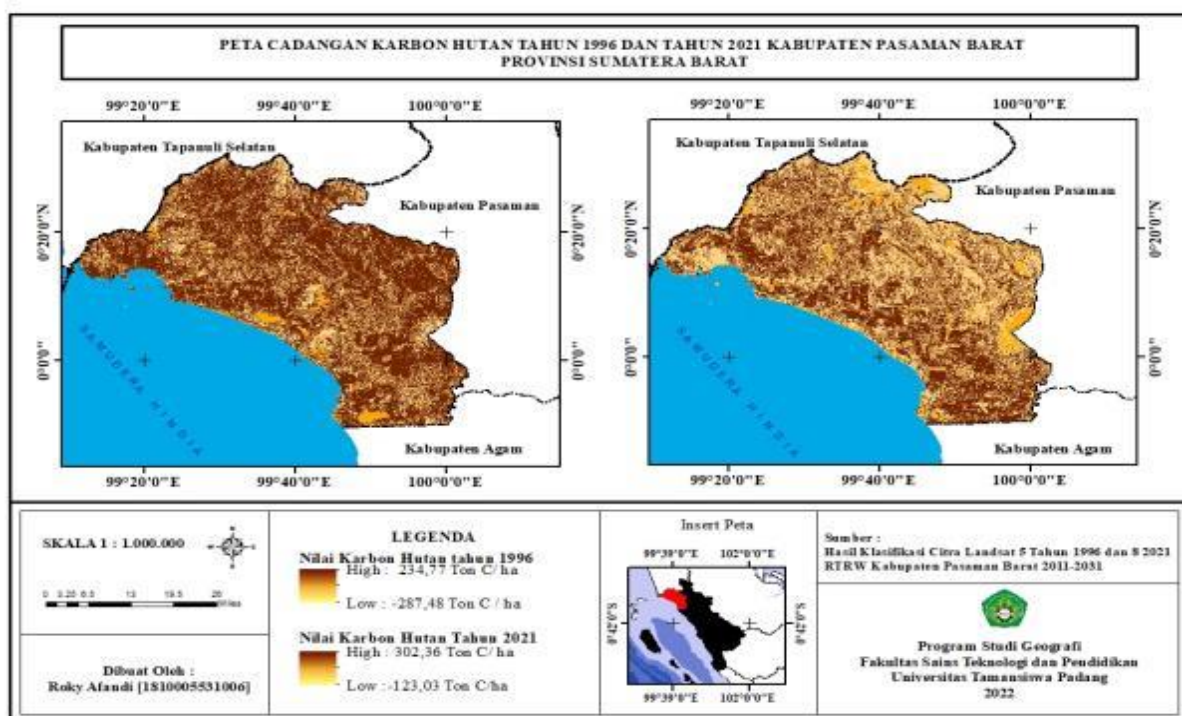 PETA CADANGAN KARBON HUTAN TAHUN 1996 DAN TAHUN 2021 KABUPATEN PASAMAN BARAT
PROVINSI SUMATERA BARAT
99°20'0"E 99°40'0"E 100°0'0"E
99°20'0"E 99°40'0"E 100°0'0"E
Kabupaten Tapanuli Selatan
Kabupaten Pasaman
0°20'0"N
0°20'0"N
0°0'0"
0°0'0"
SAMUDERA HINDIA
Kabupaten Agam
99°20'0"E 99°40'0"E 100°0'0"E
Kabupaten Tapanuli Selatan
Kabupaten Pasaman
0°20'0"N
0°20'0"N
0°0'0"
0°0'0"
SAMUDERA HINDIA
Kabupaten Agam
99°20'0"E 99°40'0"E 100°0'0"E
SKALA 1 : 1.000.000
Dibuat Oleh :
Roky Afandi [1810005531006]
LEGENDA
Nilai Karbon Hutan tahun 1996
High : 234,77 Ton C/ ha
Low : -287,48 Ton C / ha
Nilai Karbon Hutan Tahun 2021
High : 302,36 Ton C/ ha
Low :-123,03 Ton C/ha
Insert Peta
99°39'0"E 102°0'0"E
0°42'0"S
0°42'0"S
99°39'0"E 102°0'0"E
Sumber :
Hasil Klasifikasi Citra Landsat 5 Tahun 1996 dan 8 2021
RTRW Kabupaten Pasaman Barat 2011-2031
Program Studi Geografi
Fakultas Sains Teknologi dan Pendidikan
Universitas Tamansiswa Padang
2022